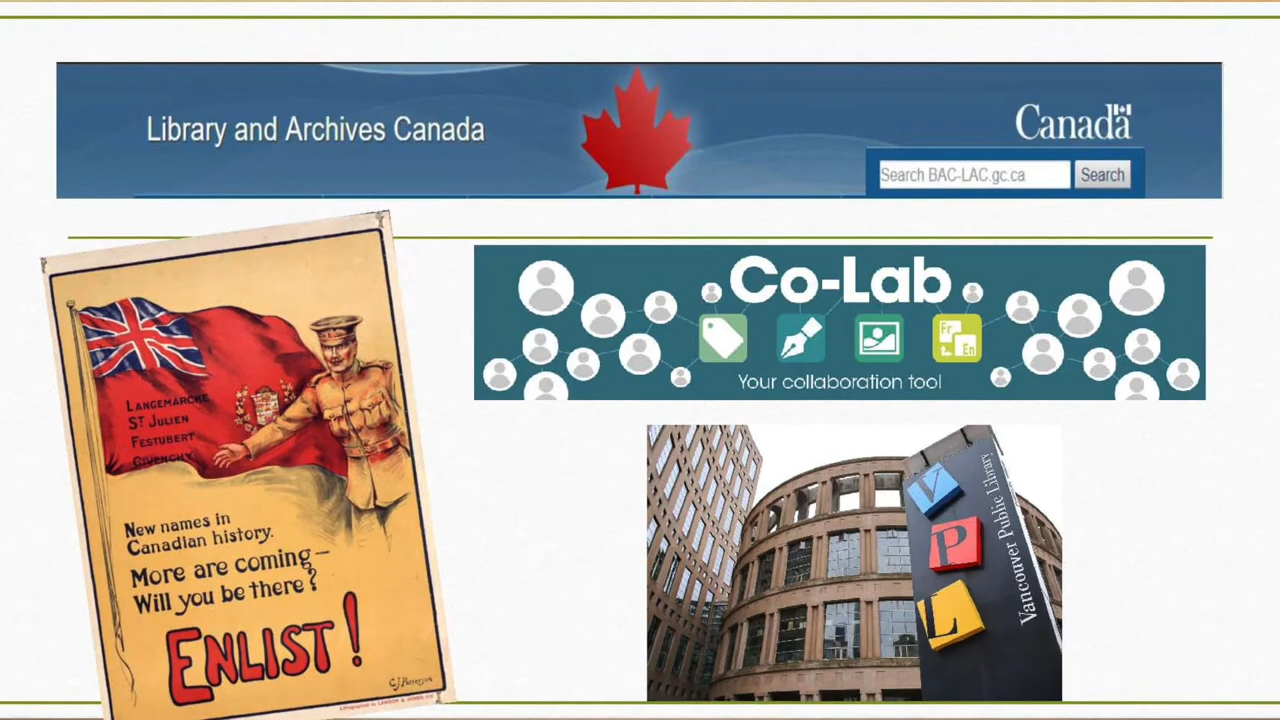 Library and Archives Canada
Canada
Search BAC-LAC.gc.ca
Search
LANGEMARCKE
ST JULIEN
FESTUBERT
GIVENCHY
New names in
Canadian history.
More are coming—
Will you be there?
ENLIST!
Co-Lab
Fr
En
Your collaboration tool
V
P
L
Vancouver Public Library